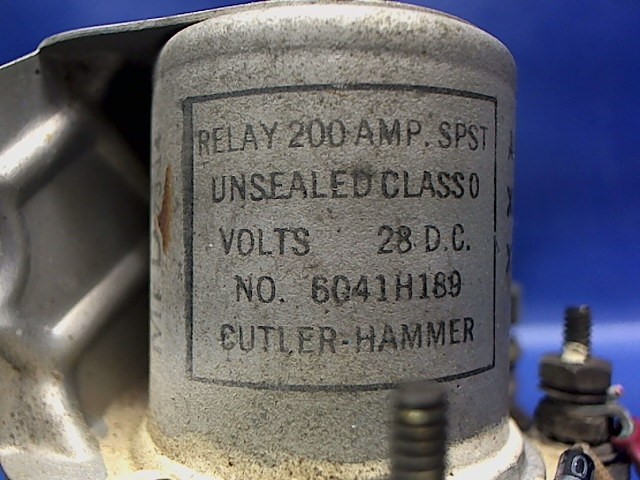 RELAY 200 AMP. SPST
UNSEALED CLASS 0
VOLTS 28 D.C.
NO. 6041H189
CUTLER-HAMMER